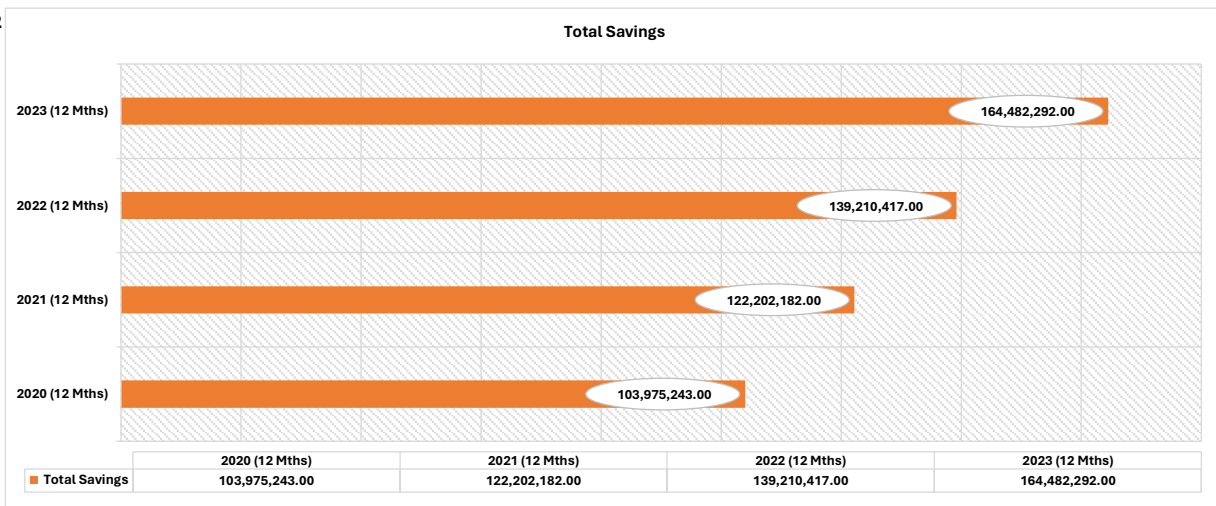 Total Savings
2023 (12 Mths)
164,482,292.00
2022 (12 Mths)
139,210,417.00
2021 (12 Mths)
122,202,182.00
2020 (12 Mths)
103,975,243.00
2020 (12 Mths) 2021 (12 Mths) 2022 (12 Mths) 2023 (12 Mths)
Total Savings 103,975,243.00 122,202,182.00 139,210,417.00 164,482,292.00